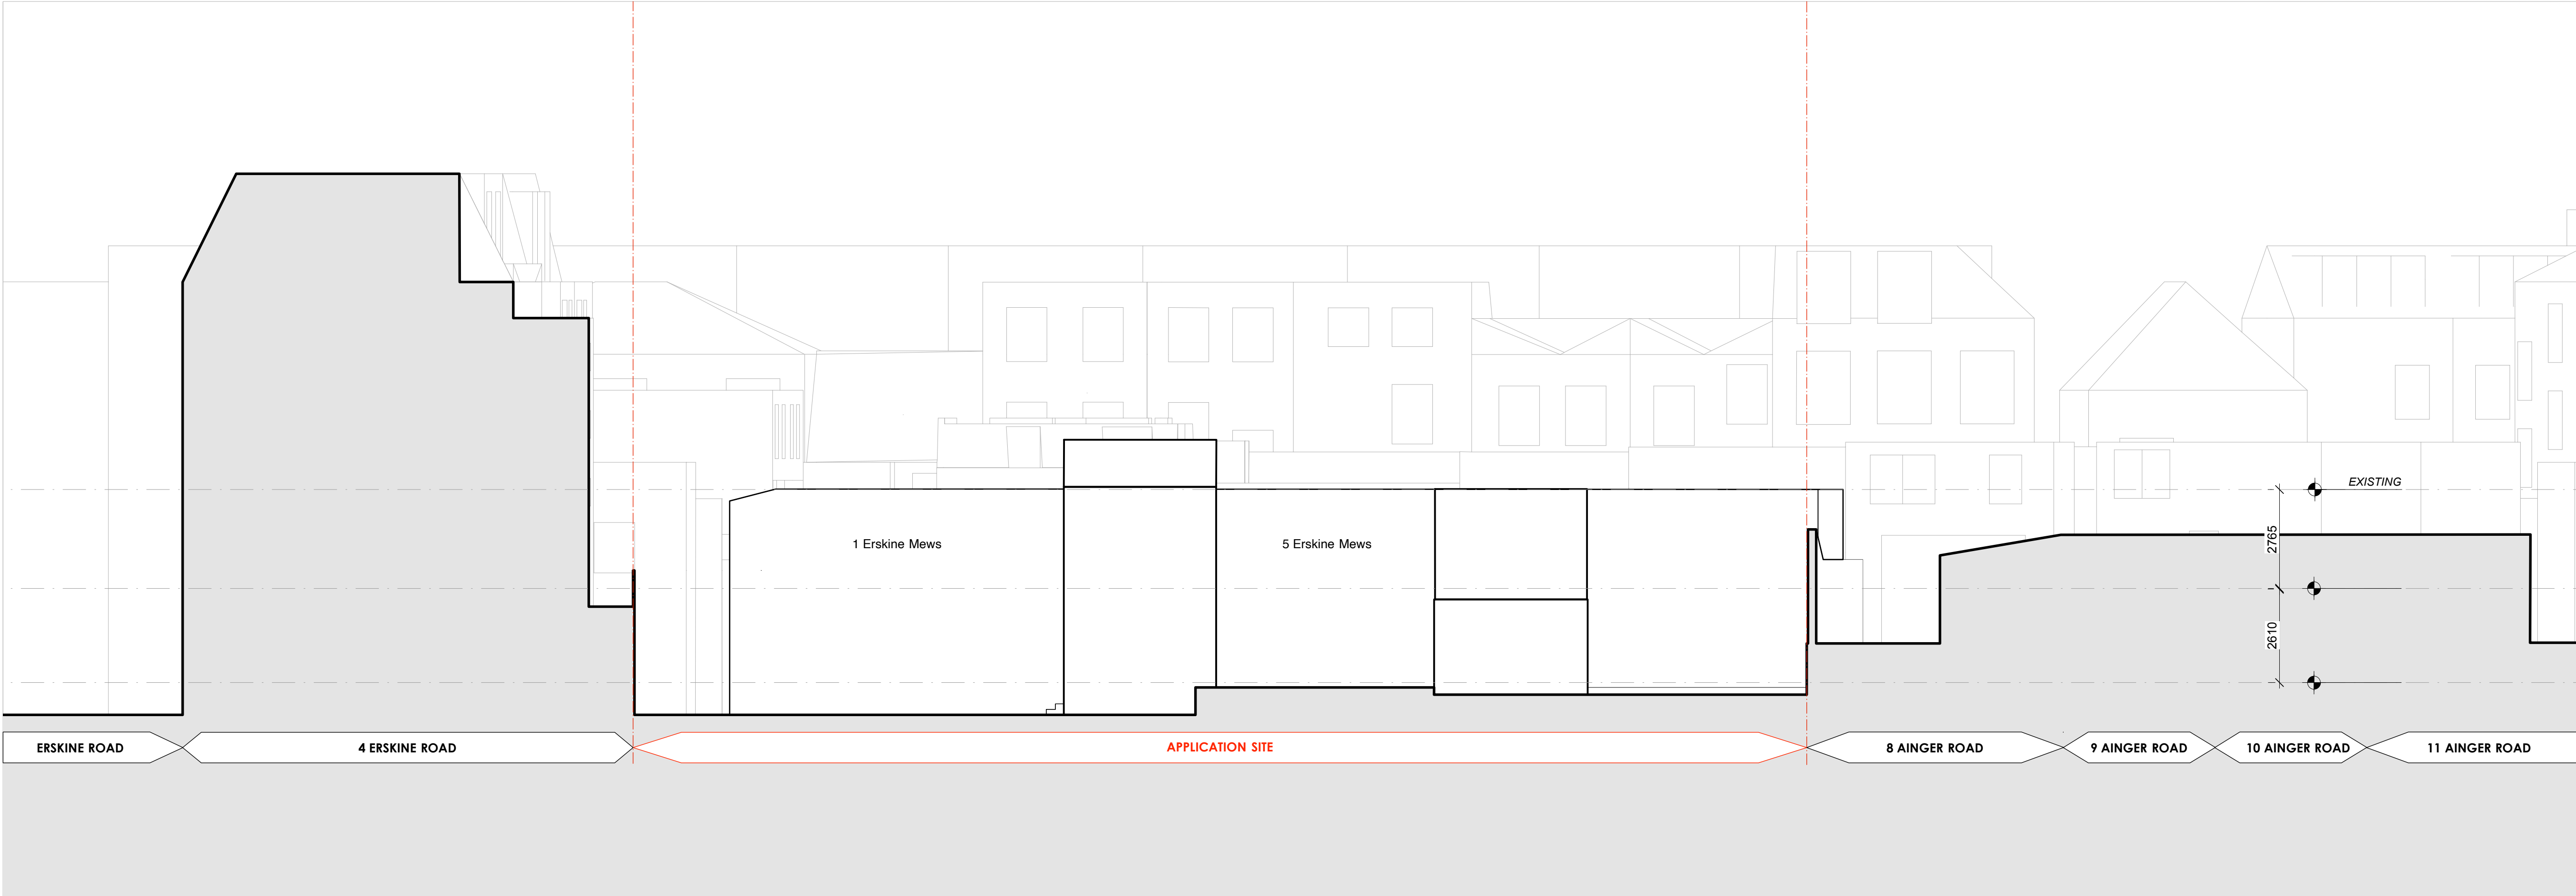 EXISTING
1 Erskine Mews
5 Erskine Mews
2765
2610
ERSKINE ROAD
4 ERSKINE ROAD
APPLICATION SITE
8 AINGER ROAD
9 AINGER ROAD
10 AINGER ROAD
11 AINGER ROAD